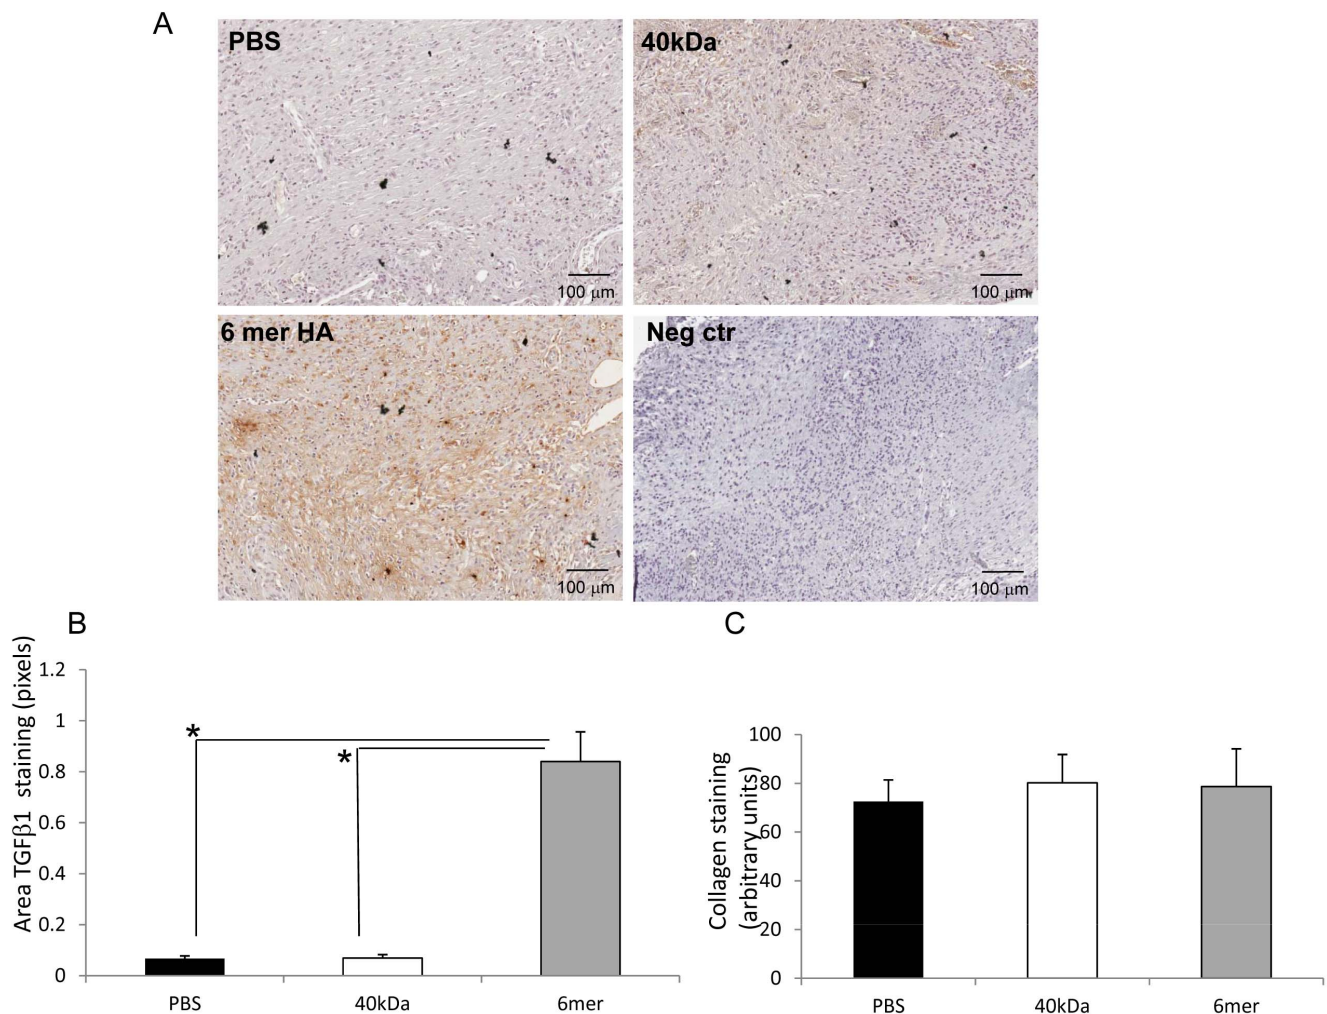 A
PBS
100 μm
40kDa
100 μm
6 mer HA
100 μm
Neg ctr
100 μm
B
Area TGFβ1 staining (pixels)
1.2
1
0.8
0.6
0.4
0.2
0
*
*
PBS
40kDa
6mer
C
Collagen staining
(arbitrary units)
100
80
60
40
20
0
PBS
40kDa
6mer